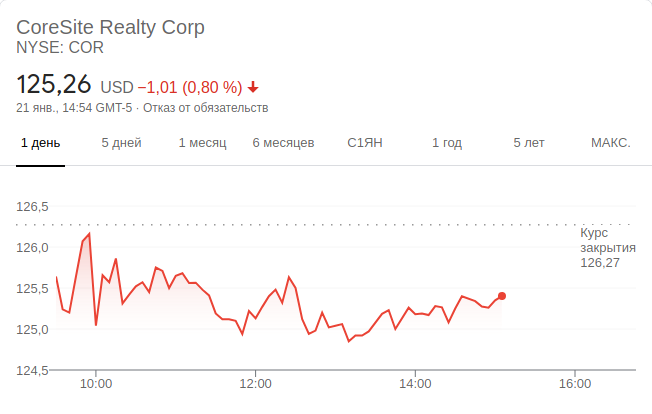 CoreSite Realty Corp
NYSE: COR
125,26 USD −1,01 (0,80 %)
21 янв., 14:54 GMT-5 · Отказ от обязательств
1 день 5 дней 1 месяц 6 месяцев С1ЯН 1 год 5 лет МАКС.
126,5
Курс
закрытия
126,27
126,0
125,5
125,0
124,5
10:00 12:00 14:00 16:00